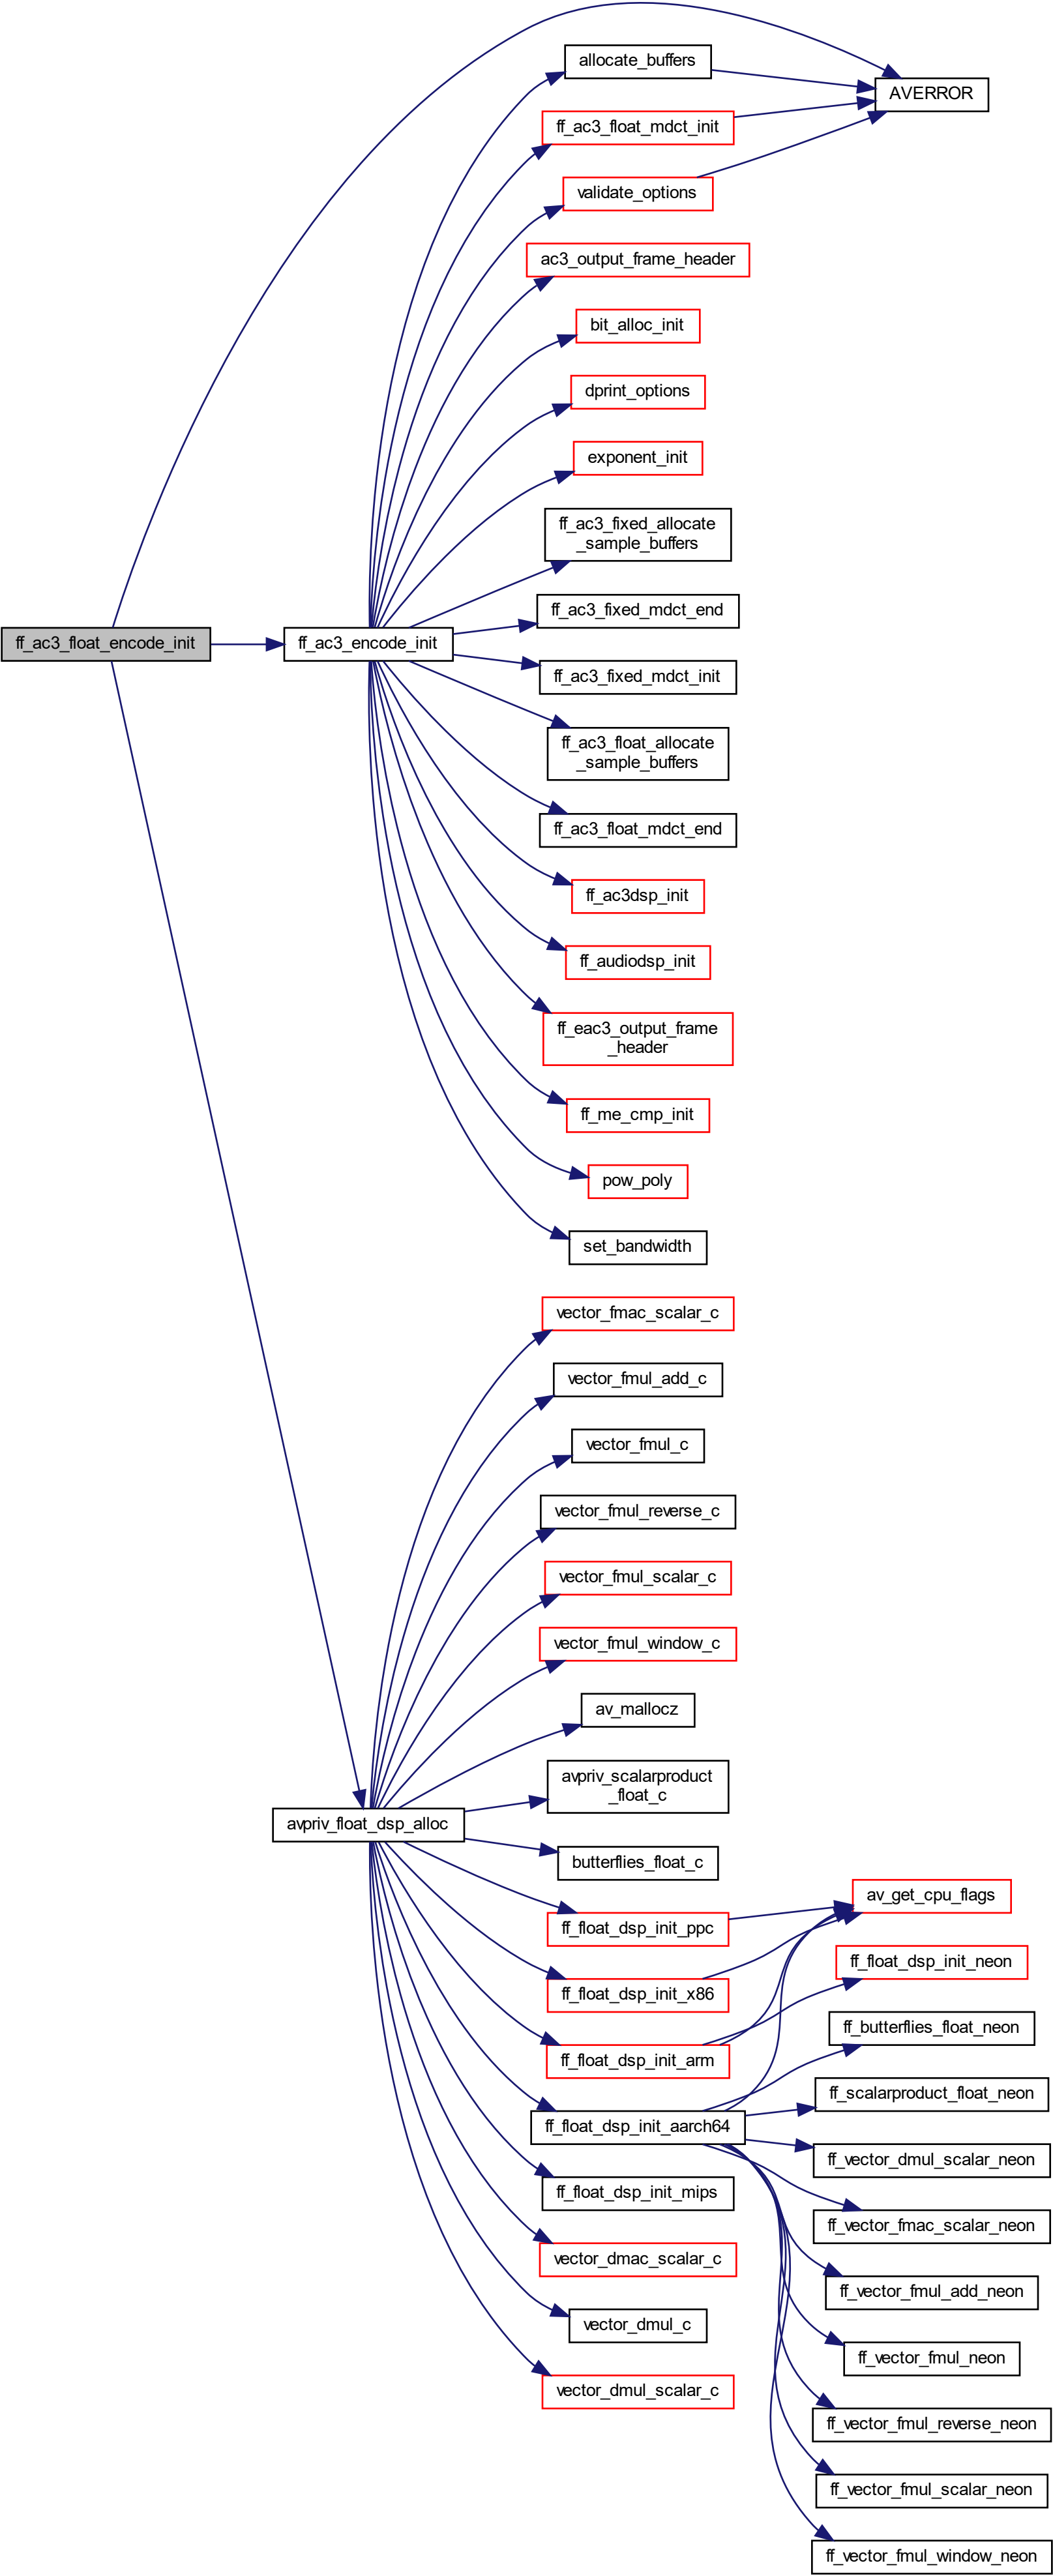 allocate_buffers
AVERROR
ff_ac3_float_mdct_init
validate_options
ac3_output_frame_header
bit_alloc_init
dprint_options
exponent_init
ff_ac3_fixed_allocate
_sample_buffers
ff_ac3_fixed_mdct_end
ff_ac3_float_encode_init
ff_ac3_encode_init
ff_ac3_fixed_mdct_init
ff_ac3_float_allocate
_sample_buffers
ff_ac3_float_mdct_end
ff_ac3dsp_init
ff_audiodsp_init
ff_eac3_output_frame
_header
ff_me_cmp_init
pow_poly
set_bandwidth
vector_fmac_scalar_c
vector_fmul_add_c
vector_fmul_c
vector_fmul_reverse_c
vector_fmul_scalar_c
vector_fmul_window_c
av_mallocz
avpriv_scalarproduct
_float_c
avpriv_float_dsp_alloc
butterflies_float_c
av_get_cpu_flags
ff_float_dsp_init_ppc
ff_float_dsp_init_neon
ff_float_dsp_init_x86
ff_butterflies_float_neon
ff_float_dsp_init_arm
ff_scalarproduct_float_neon
ff_float_dsp_init_aarch64
ff_vector_dmul_scalar_neon
ff_float_dsp_init_mips
ff_vector_fmac_scalar_neon
vector_dmac_scalar_c
ff_vector_fmul_add_neon
vector_dmul_c
ff_vector_fmul_neon
vector_dmul_scalar_c
ff_vector_fmul_reverse_neon
ff_vector_fmul_scalar_neon
ff_vector_fmul_window_neon